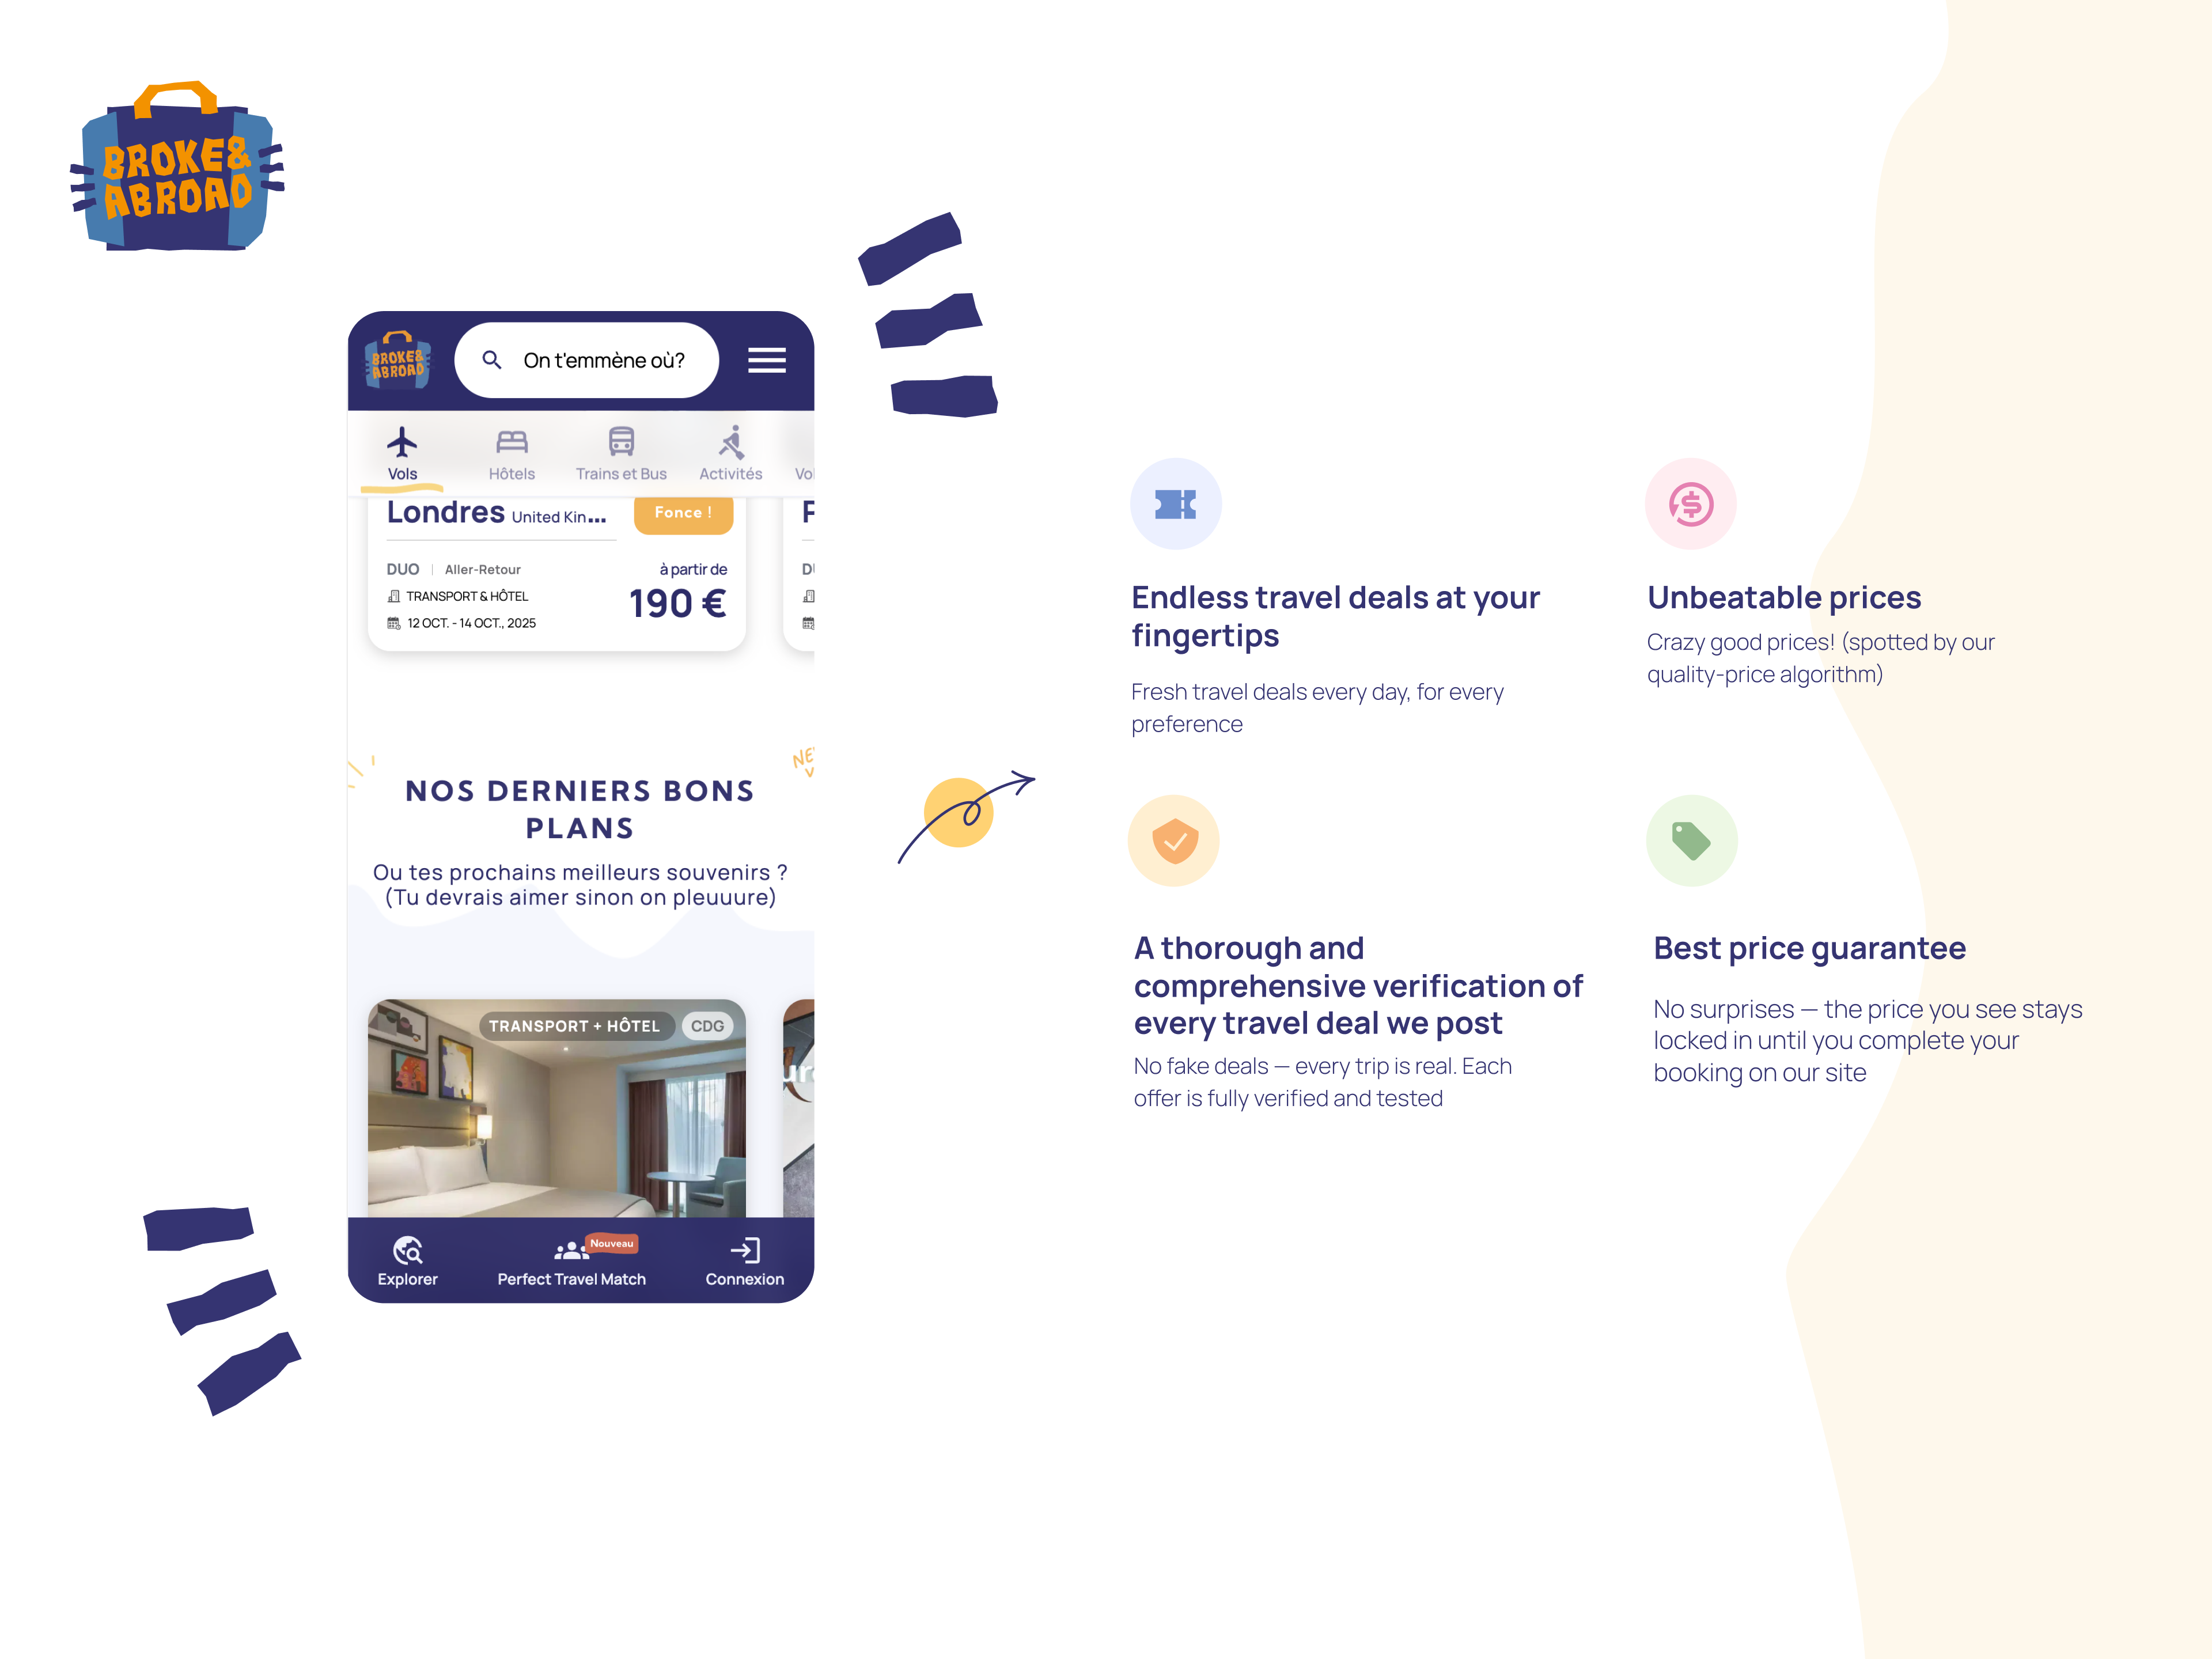 BROKE&
ABROAD
BROKE&
ABROAD
On t'emmène où?
Vols
Hôtels
Trains et Bus
Activités
Londres United Kin...
Fonce !
DUO | Aller-Retour
à partir de
TRANSPORT & HÔTEL
190 €
12 OCT. - 14 OCT., 2025
NOS DERNIERS BONS
PLANS
Ou tes prochains meilleurs souvenirs ?
(Tu devrais aimer sinon on pleuuure)
TRANSPORT + HÔTEL
CDG
Explorer
Nouveau
Perfect Travel Match
Connexion
Endless travel deals at your
fingertips
Fresh travel deals every day, for every
preference
Unbeatable prices
Crazy good prices! (spotted by our
quality-price algorithm)
A thorough and
comprehensive verification of
every travel deal we post
No fake deals — every trip is real. Each
offer is fully verified and tested
Best price guarantee
No surprises — the price you see stays
locked in until you complete your
booking on our site